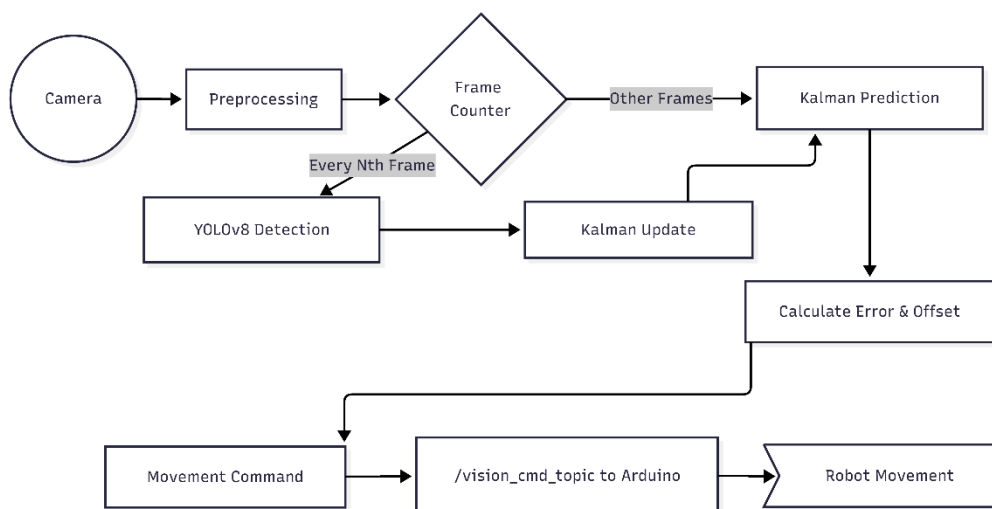 Camera
Preprocessing
Frame
Counter
Other Frames
Kalman Prediction
Every Nth Frame
YOLOv8 Detection
Kalman Update
Calculate Error & Offset
Movement Command
/vision_cmd_topic to Arduino
Robot Movement